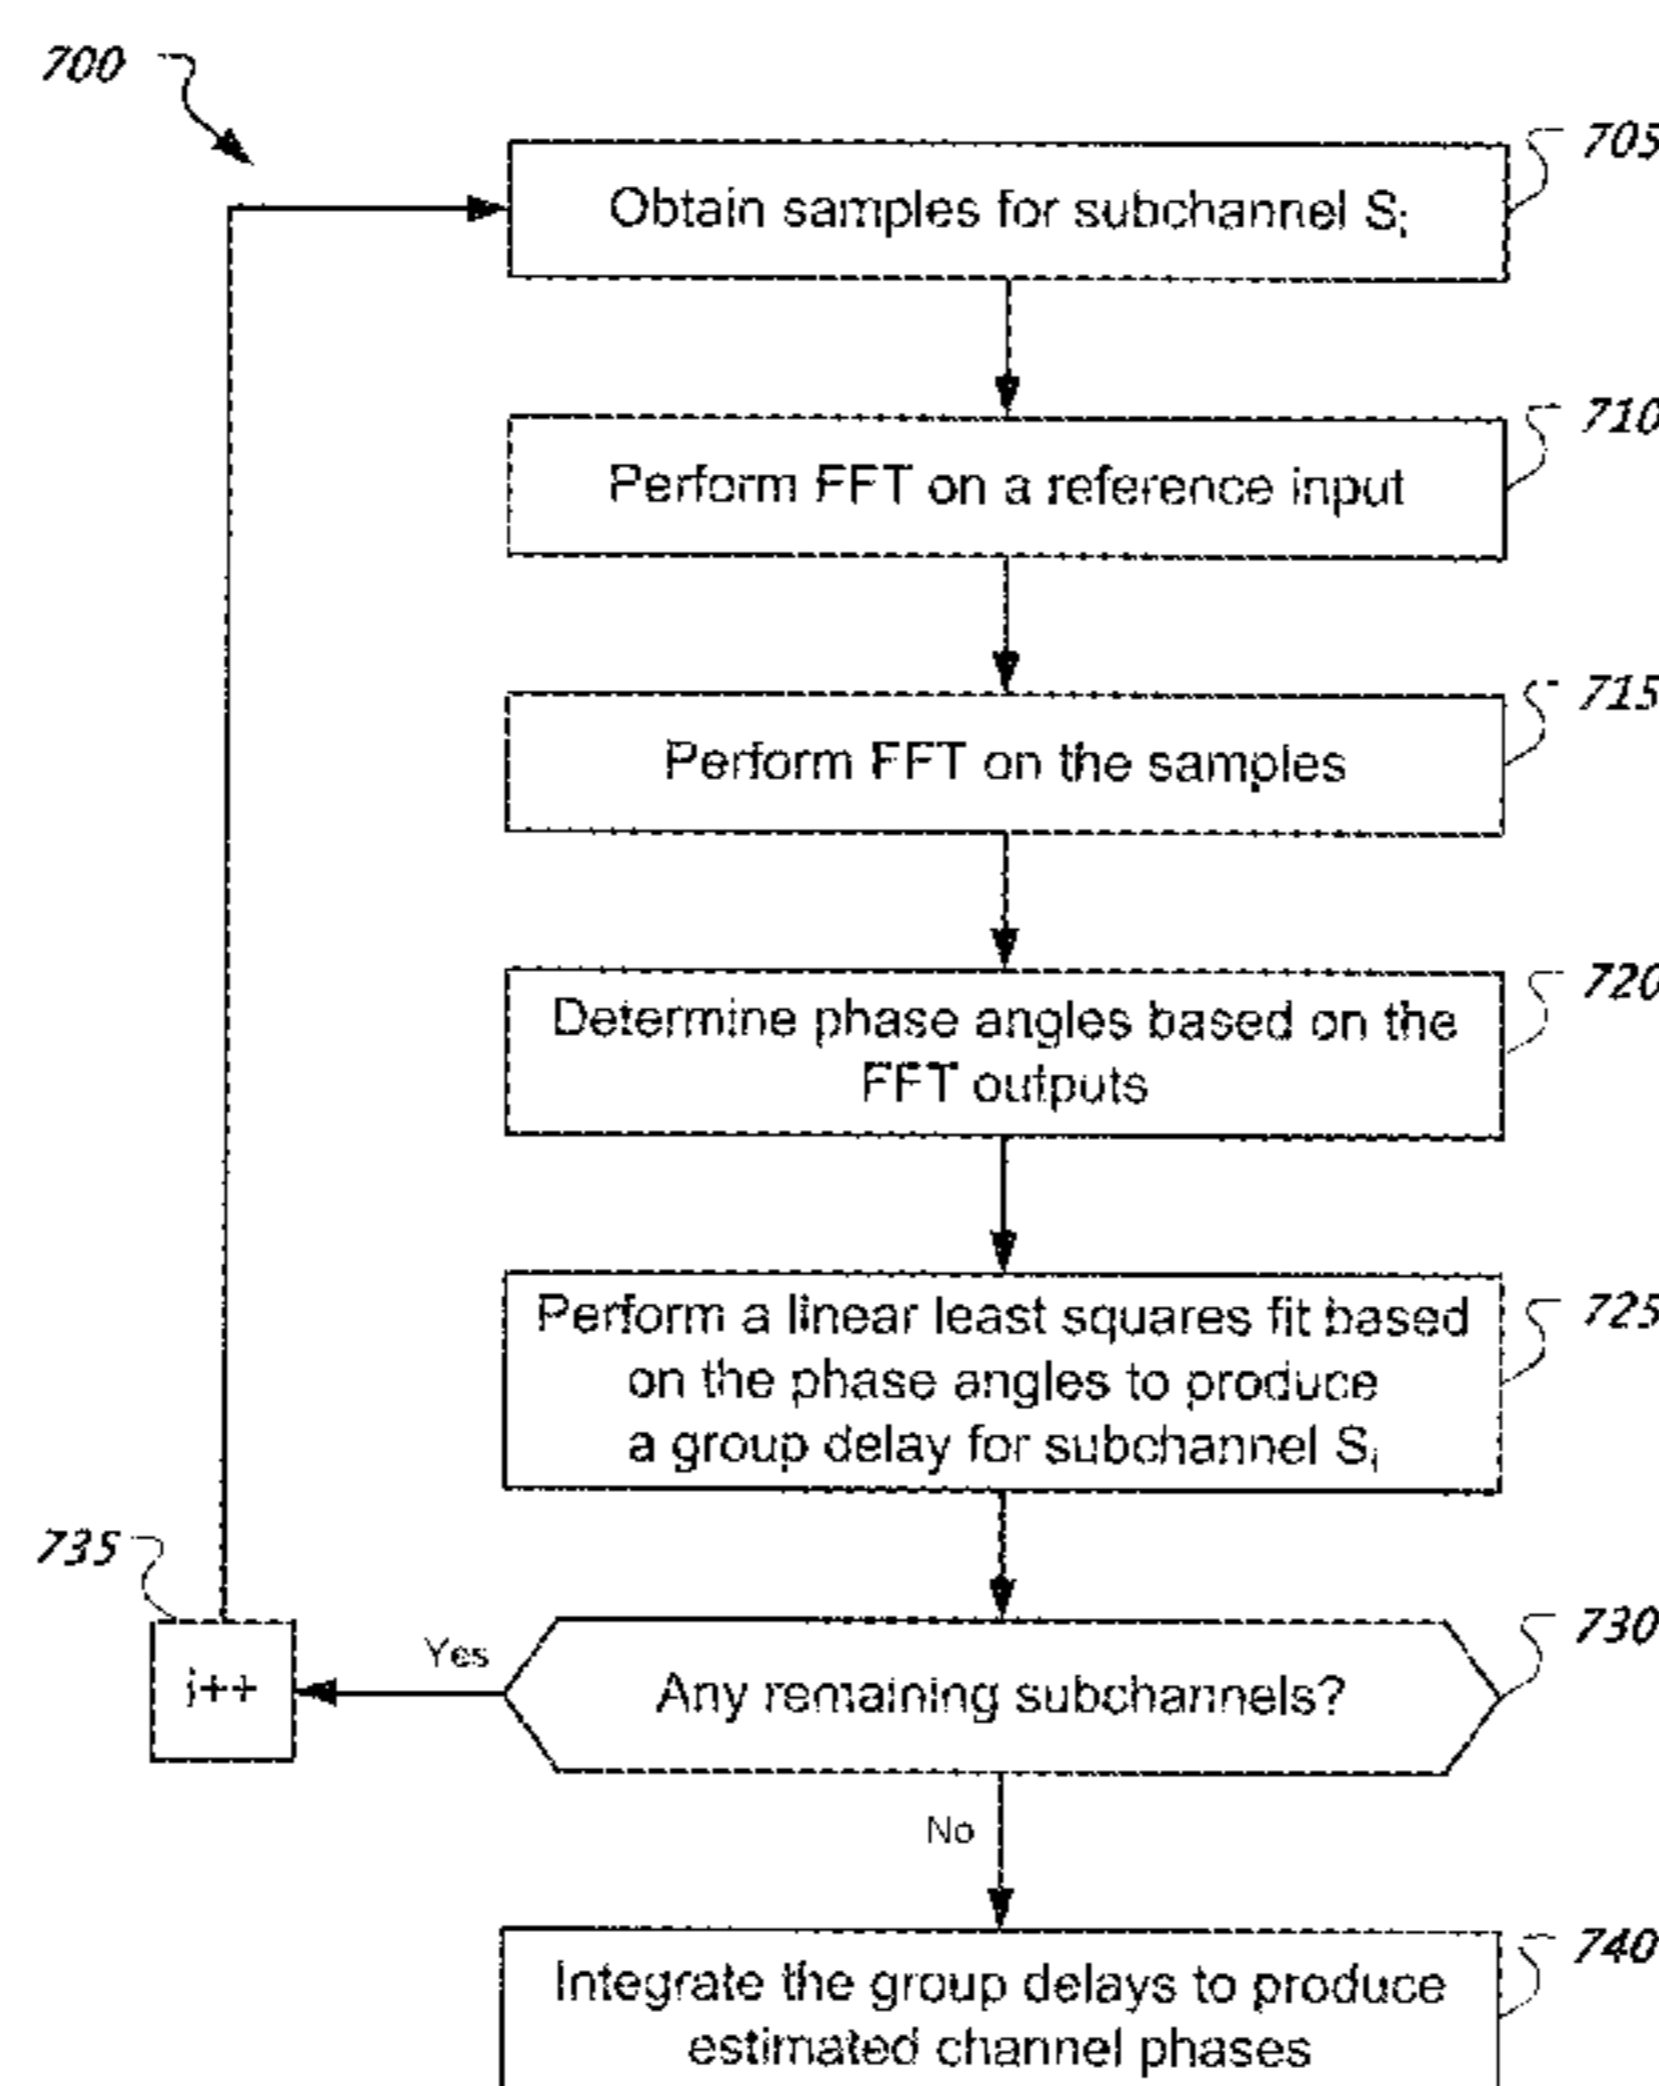 700
705
Obtain samples for subchannel Si
710
Perform FFT on a reference input
715
Perform FFT on the samples
720
Determine phase angles based on the
FFT outputs
725
Perform a linear least squares fit based
on the phase angles to produce
a group delay for subchannel Si
735
730
i++
Yes
Any remaining subchannels?
No
740
Integrate the group delays to produce
estimated channel phases